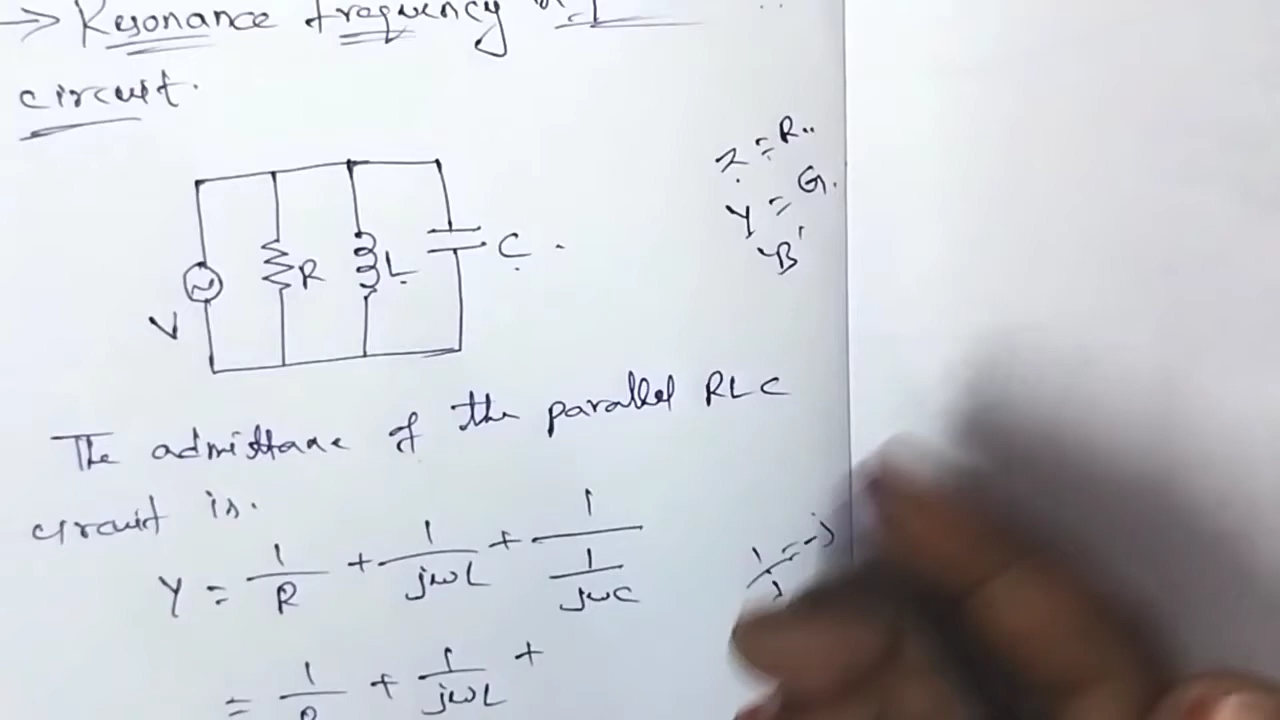 → Resonance frequency
circuit.
Z = R..
Y = G.
'B'
V
R
L
C
The admittance of the parallel RLC
circuit is.
Y = 1/R + 1/jωL + 1/(1/jωC)
1/j = -j
= 1/R + 1/jωL +